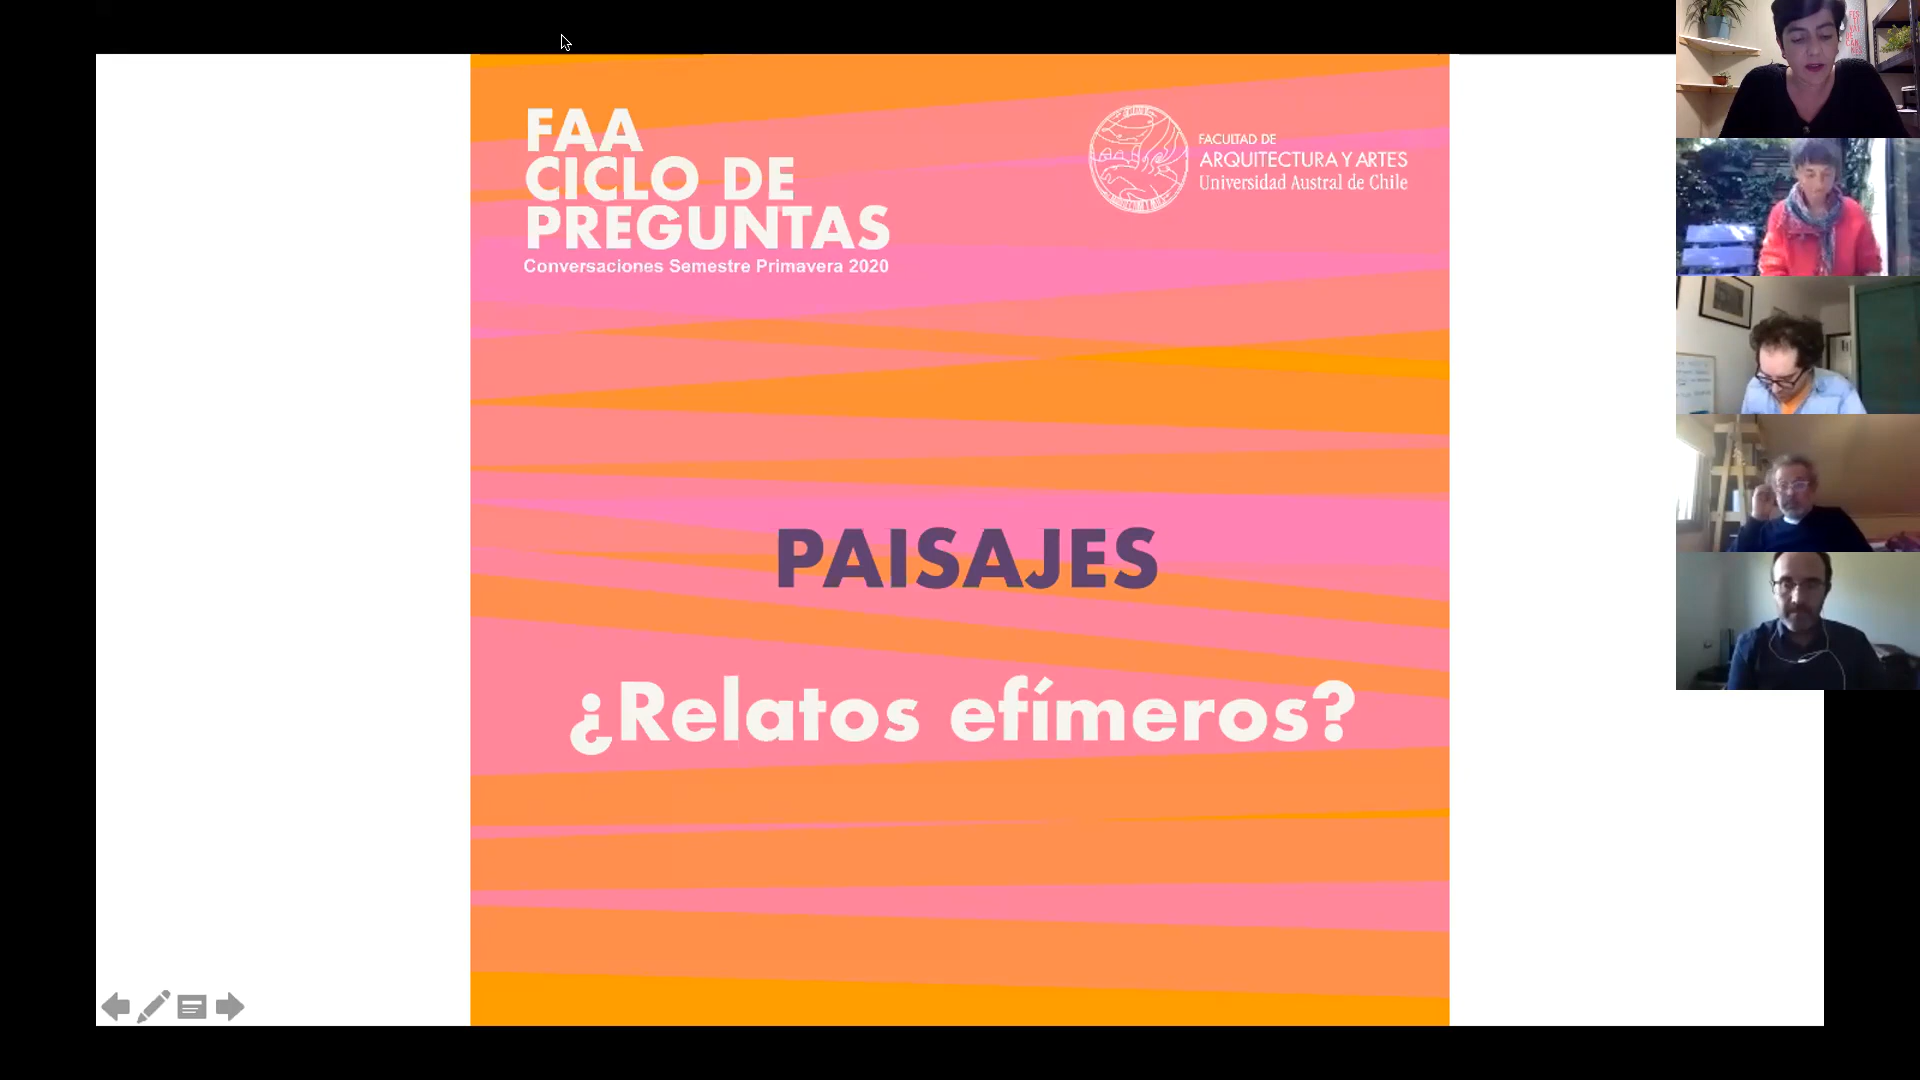 FAA
CICLO DE
PREGUNTAS
Conversaciones Semestre Primavera 2020
FACULTAD DE
ARQUITECTURA Y ARTES
Universidad Austral de Chile
PAISAJES
¿Relatos efímeros?